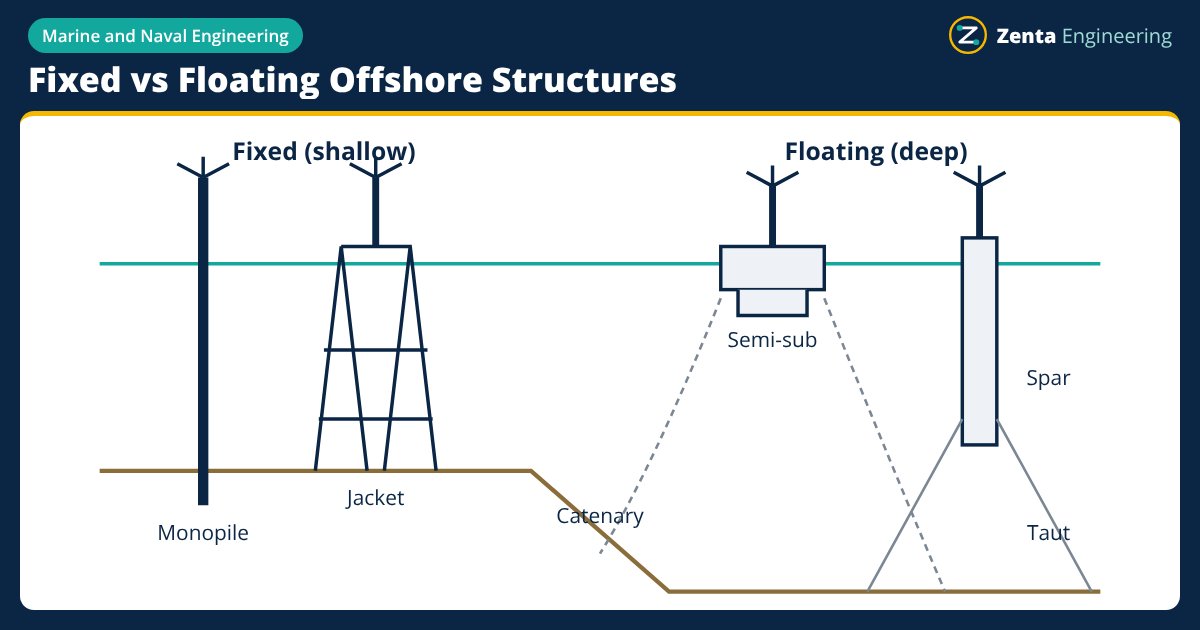 Marine and Naval Engineering
Zenta Engineering
Fixed vs Floating Offshore Structures
Fixed (shallow)
Floating (deep)
Semi-sub
Spar
Jacket
Catenary
Monopile
Taut